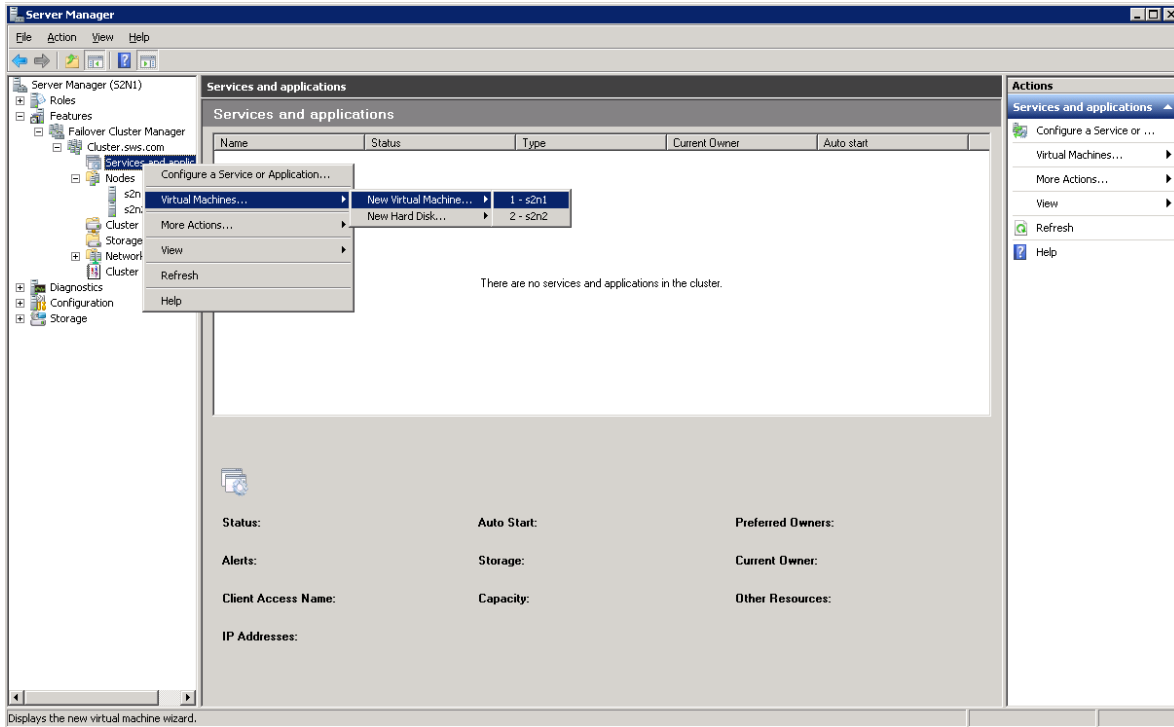 Server Manager
File Action View Help
Server Manager (S2N1)
Roles
Features
Failover Cluster Manager
Cluster.sws.com
Services and applic
Nodes
s2n
s2n
Cluster
Storage
Network
Cluster
Diagnostics
Configuration
Storage
Configure a Service or Application...
Virtual Machines...
More Actions...
View
Refresh
Help
New Virtual Machine...
New Hard Disk...
1 - s2n1
2 - s2n2
Services and applications
Services and applications
Name Status Type Current Owner Auto start
There are no services and applications in the cluster.
Status: Auto Start: Preferred Owners:
Alerts: Storage: Current Owner:
Client Access Name: Capacity: Other Resources:
IP Addresses:
Actions
Services and applications
Configure a Service or ...
Virtual Machines...
More Actions...
View
Refresh
Help
Displays the new virtual machine wizard.